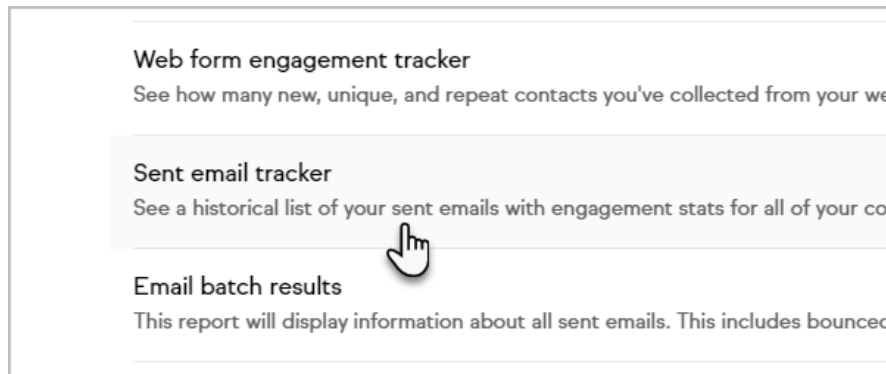 Web form engagement tracker
See how many new, unique, and repeat contacts you've collected from your we
Sent email tracker
See a historical list of your sent emails with engagement stats for all of your co
Email batch results
This report will display information about all sent emails. This includes bounced